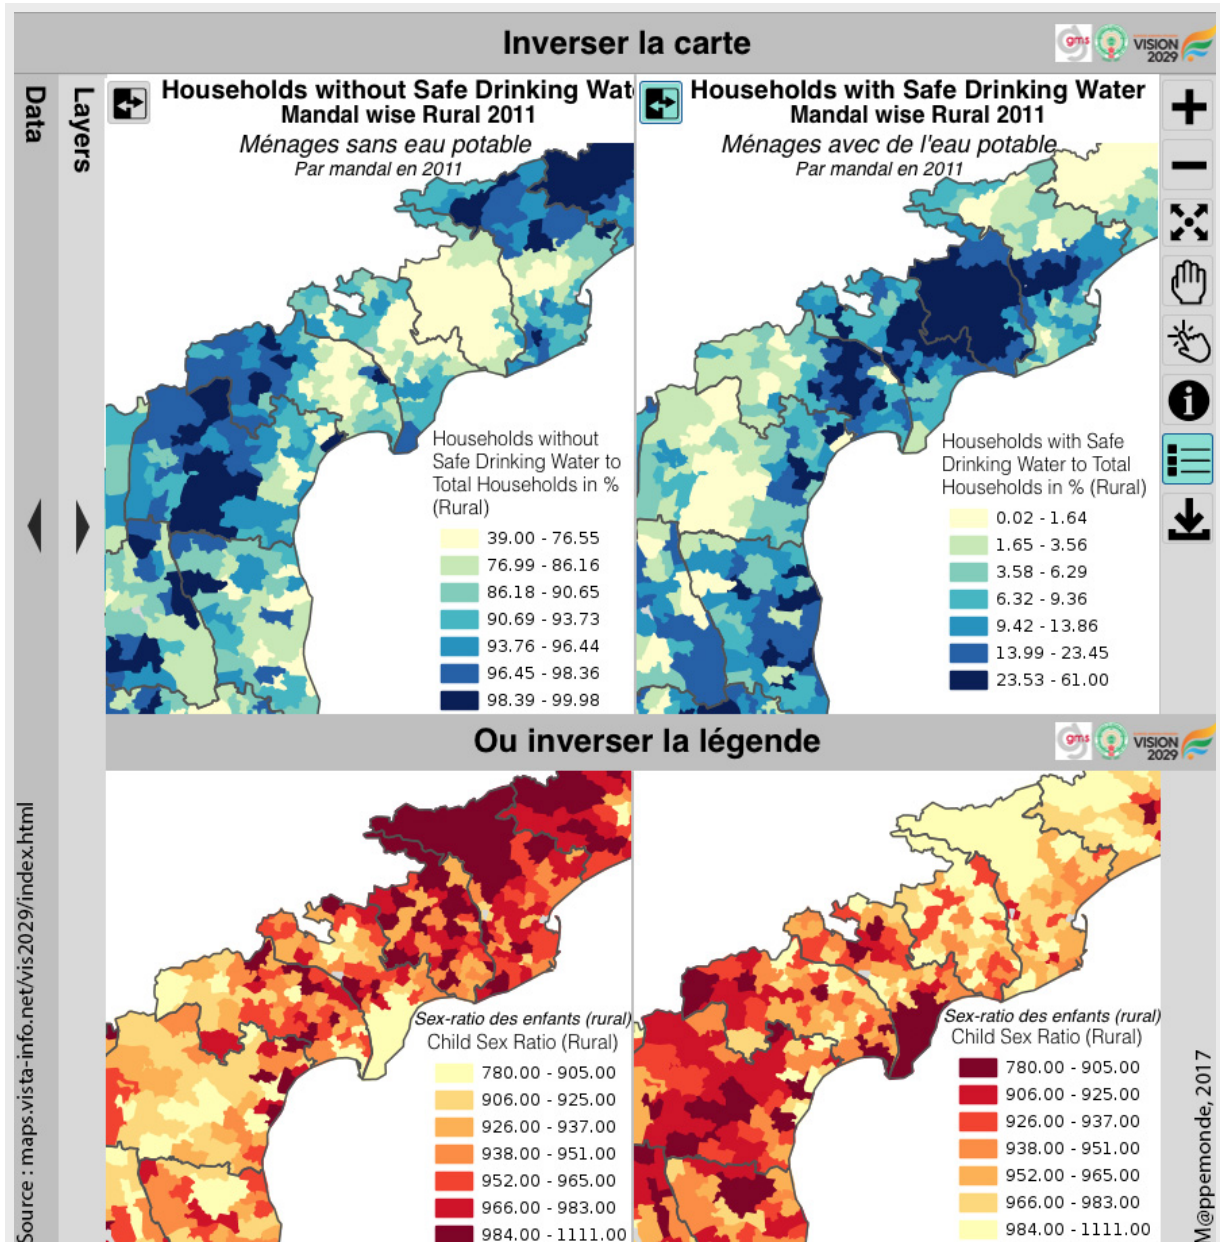 Inverser la carte
gms
VISION
2029
Data
Layers
Households without Safe Drinking Wat
Mandal wise Rural 2011
Ménages sans eau potable
Par mandal en 2011
Households without
Safe Drinking Water to
Total Households in %
(Rural)
39.00 - 76.55
76.99 - 86.16
86.18 - 90.65
90.69 - 93.73
93.76 - 96.44
96.45 - 98.36
98.39 - 99.98
Households with Safe Drinking Water
Mandal wise Rural 2011
Ménages avec de l'eau potable
Par mandal en 2011
Households with Safe
Drinking Water to Total
Households in % (Rural)
0.02 - 1.64
1.65 - 3.56
3.58 - 6.29
6.32 - 9.36
9.42 - 13.86
13.99 - 23.45
23.53 - 61.00
Ou inverser la légende
gms
VISION
2029
Sex-ratio des enfants (rural)
Child Sex Ratio (Rural)
780.00 - 905.00
906.00 - 925.00
926.00 - 937.00
938.00 - 951.00
952.00 - 965.00
966.00 - 983.00
984.00 - 1111.00
Sex-ratio des enfants (rural)
Child Sex Ratio (Rural)
780.00 - 905.00
906.00 - 925.00
926.00 - 937.00
938.00 - 951.00
952.00 - 965.00
966.00 - 983.00
984.00 - 1111.00
Source : maps.vista-info.net/vis2029/index.html
M@ppemonde, 2017